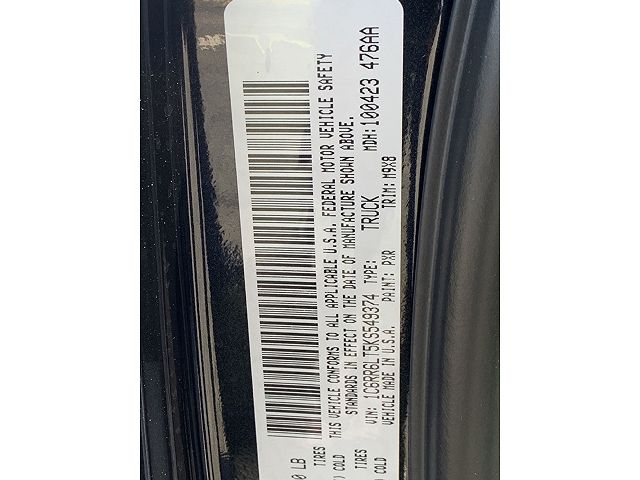 0 LB
TIRES
) COLD
TIRES
) COLD
THIS VEHICLE CONFORMS TO ALL APPLICABLE U.S.A. FEDERAL MOTOR VEHICLE SAFETY
STANDARDS IN EFFECT ON THE DATE OF MANUFACTURE SHOWN ABOVE.
VIN: 1C6RR6LT5KS549374 TYPE: TRUCK MDH: 100423 476AA
VEHICLE MADE IN U.S.A. PAINT: PXR TRIM: M9X8